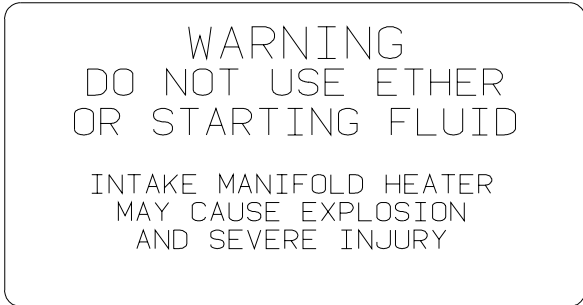 WARNING
DO NOT USE ETHER
OR STARTING FLUID
INTAKE MANIFOLD HEATER
MAY CAUSE EXPLOSION
AND SEVERE INJURY